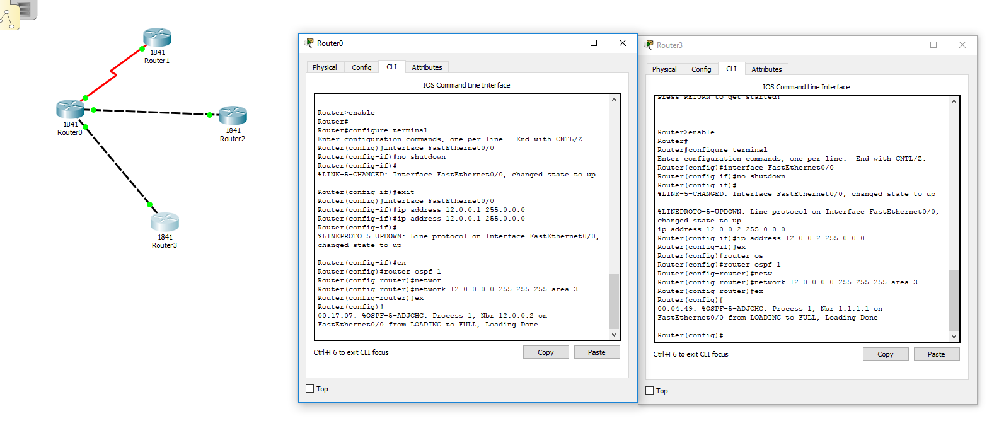 1841
Router1
1841
Router0
1841
Router2
1841
Router3
Router0
Physical
Config
CLI
Attributes
IOS Command Line Interface
Router>enable
Router#
Router#configure terminal
Enter configuration commands, one per line.  End with CNTL/Z.
Router(config)#interface FastEthernet0/0
Router(config-if)#no shutdown
Router(config-if)#
%LINK-5-CHANGED: Interface FastEthernet0/0, changed state to up
Router(config-if)#exit
Router(config)#interface FastEthernet0/0
Router(config-if)#ip address 12.0.0.1 255.0.0.0
Router(config-if)#ip address 12.0.0.1 255.0.0.0
Router(config-if)#
%LINEPROTO-5-UPDOWN: Line protocol on Interface FastEthernet0/0,
changed state to up
Router(config-if)#ex
Router(config)#router ospf 1
Router(config-router)#networ
Router(config-router)#network 12.0.0.0 0.255.255.255 area 3
Router(config-router)#ex
Router(config)#
00:17:07: %OSPF-5-ADJCHG: Process 1, Nbr 12.0.0.2 on
FastEthernet0/0 from LOADING to FULL, Loading Done
Ctrl+F6 to exit CLI focus
Copy
Paste
Top
Router3
Physical
Config
CLI
Attributes
IOS Command Line Interface
Press RETURN to get started!
Router>enable
Router#
Router#configure terminal
Enter configuration commands, one per line.  End with CNTL/Z.
Router(config)#interface FastEthernet0/0
Router(config-if)#no shutdown
Router(config-if)#
%LINK-5-CHANGED: Interface FastEthernet0/0, changed state to up
%LINEPROTO-5-UPDOWN: Line protocol on Interface FastEthernet0/0,
changed state to up
ip address 12.0.0.2 255.0.0.0
Router(config-if)#ip address 12.0.0.2 255.0.0.0
Router(config-if)#ex
Router(config)#router os
Router(config)#router ospf 1
Router(config-router)#netw
Router(config-router)#network 12.0.0.0 0.255.255.255 area 3
Router(config-router)#ex
Router(config)#
00:04:49: %OSPF-5-ADJCHG: Process 1, Nbr 1.1.1.1 on
FastEthernet0/0 from LOADING to FULL, Loading Done
Router(config)#
Ctrl+F6 to exit CLI focus
Copy
Paste
Top